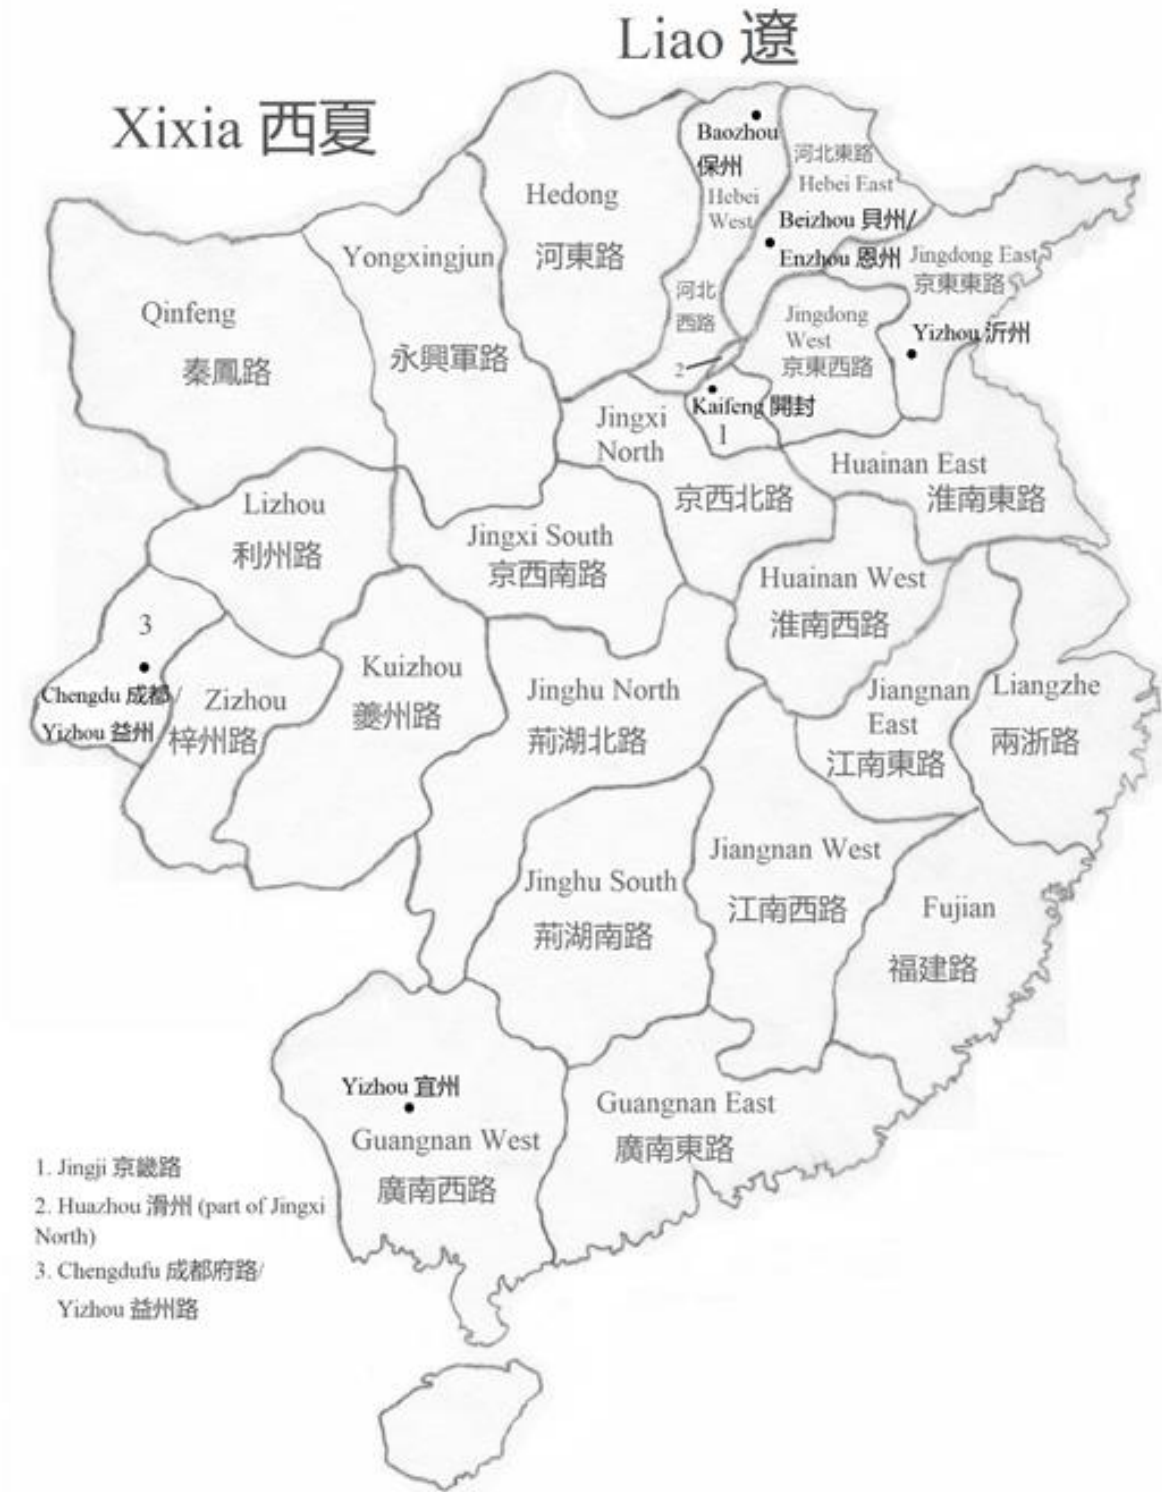 Liao 遼
Xixia 西夏
Baozhou
保州
Hebei
West
河北
西路
河北東路
Hebei East
Beizhou 貝州/
Enzhou 恩州
Jingdong East
京東東路
Hedong
河東路
Yongxingjun
永興軍路
Qinfeng
秦鳳路
Jingdong
West
京東西路
Yizhou 沂州
2
Kaifeng 開封
1
Jingxi
North
京西北路
Huainan East
淮南東路
Lizhou
利州路
Jingxi South
京西南路
Huainan West
淮南西路
3
Chengdu 成都/
Yizhou 益州
Zizhou
梓州路
Kuizhou
夔州路
Jinghu North
荊湖北路
Jiangnan
East
江南東路
Liangzhe
兩浙路
Jinghu South
荊湖南路
Jiangnan West
江南西路
Fujian
福建路
Yizhou 宜州
Guangnan West
廣南西路
Guangnan East
廣南東路
1. Jingji 京畿路
2. Huazhou 滑州 (part of Jingxi
North)
3. Chengdufu 成都府路/
Yizhou 益州路